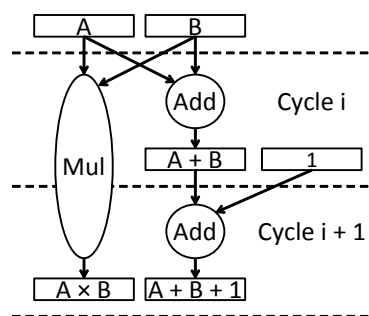 A
B
Add
Cycle i
Mul
A + B
1
Add
Cycle i + 1
A × B
A + B + 1